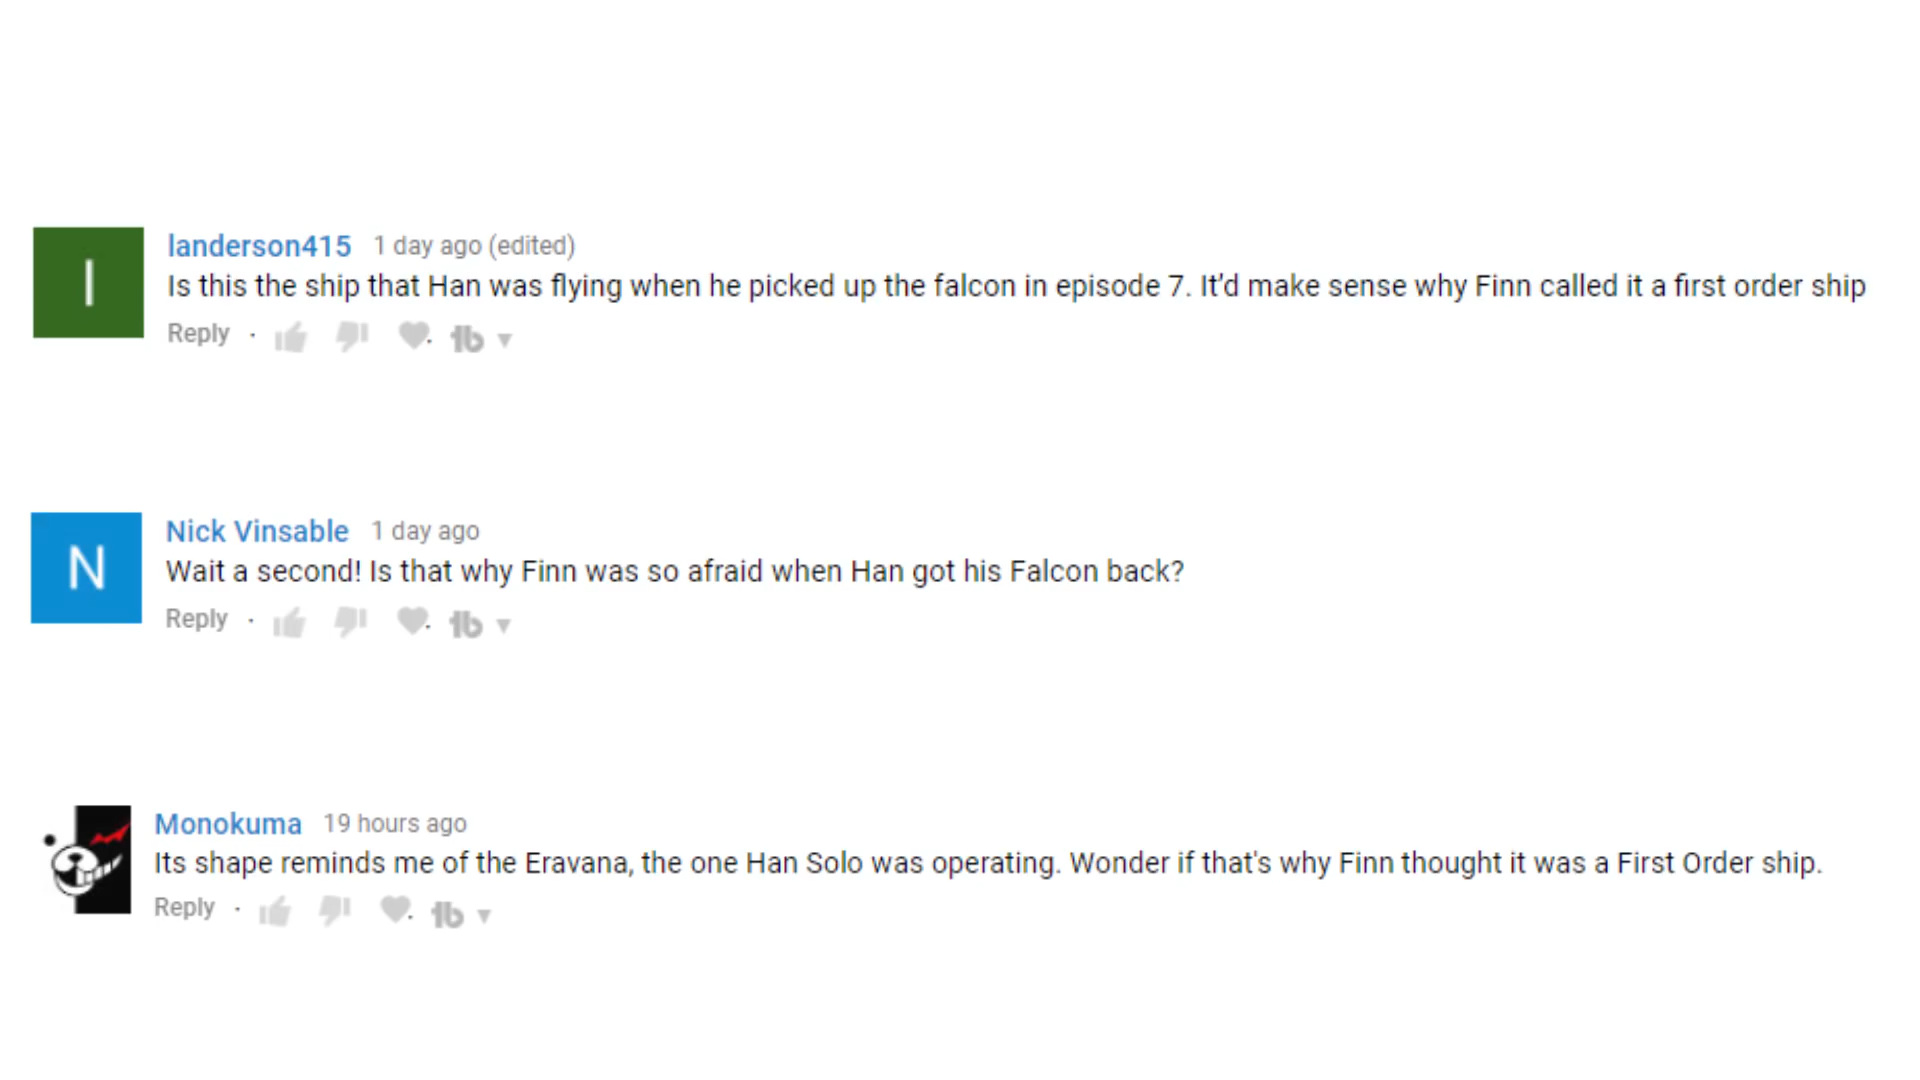 I
landerson415 1 day ago (edited)
Is this the ship that Han was flying when he picked up the falcon in episode 7. It'd make sense why Finn called it a first order ship
Reply ·
N
Nick Vinsable 1 day ago
Wait a second! Is that why Finn was so afraid when Han got his Falcon back?
Reply ·
Monokuma 19 hours ago
Its shape reminds me of the Eravana, the one Han Solo was operating. Wonder if that's why Finn thought it was a First Order ship.
Reply ·